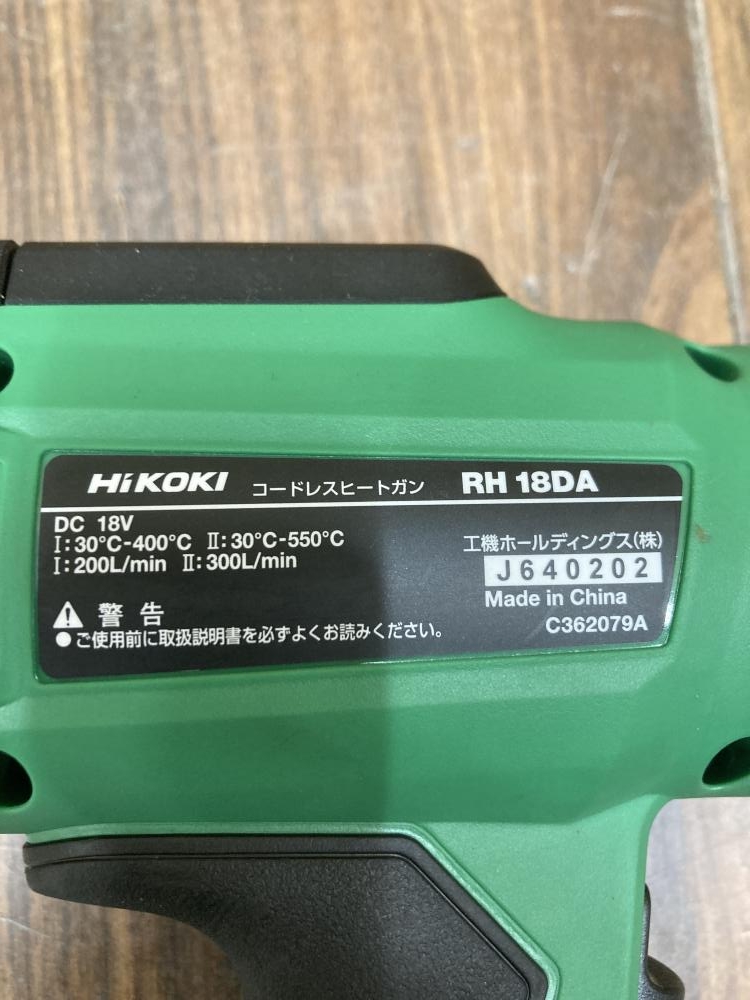 HiKOKI コードレスヒートガン RH 18DA
DC 18V
Ⅰ:30°C-400°C Ⅱ:30°C-550°C
Ⅰ:200L/min Ⅱ:300L/min
工機ホールディングス(株)
J640202
Made in China
C362079A
警告
●ご使用前に取扱説明書を必ずよくお読みください。